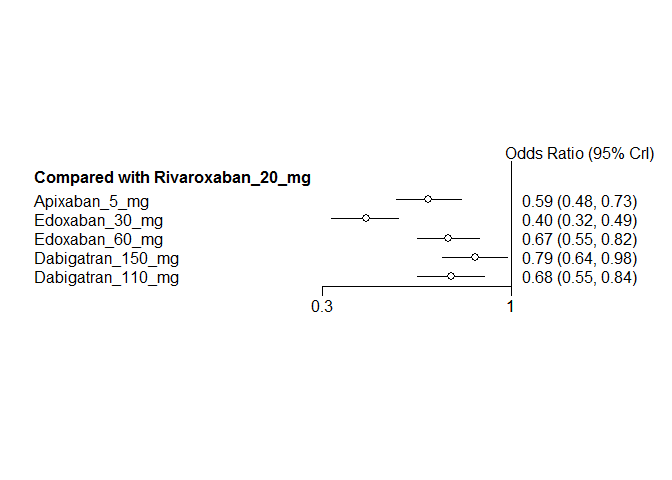 Odds Ratio (95% CrI)
Compared with Rivaroxaban_20_mg
Apixaban_5_mg 0.59 (0.48, 0.73)
Edoxaban_30_mg 0.40 (0.32, 0.49)
Edoxaban_60_mg 0.67 (0.55, 0.82)
Dabigatran_150_mg 0.79 (0.64, 0.98)
Dabigatran_110_mg 0.68 (0.55, 0.84)
0.3 1